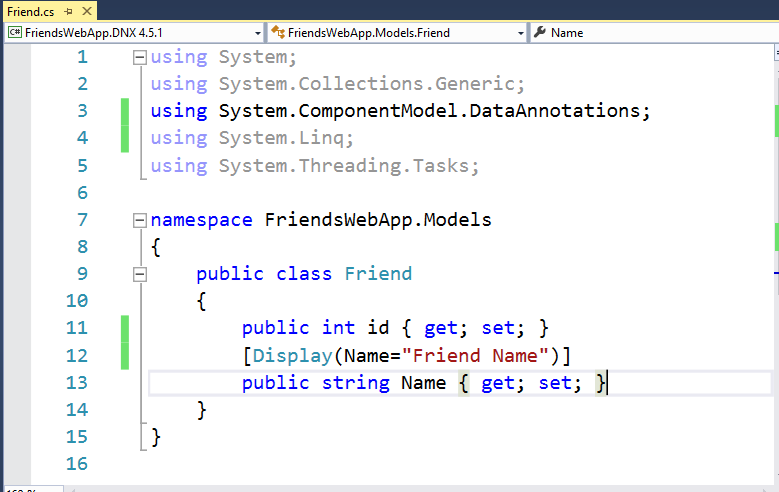 Friend.cs
C# FriendsWebApp.DNX 4.5.1 FriendsWebApp.Models.Friend Name
1 using System;
2 using System.Collections.Generic;
3 using System.ComponentModel.DataAnnotations;
4 using System.Linq;
5 using System.Threading.Tasks;
6
7 namespace FriendsWebApp.Models
8 {
9 public class Friend
10 {
11 public int id { get; set; }
12 [Display(Name="Friend Name")]
13 public string Name { get; set; }
14 }
15 }
16